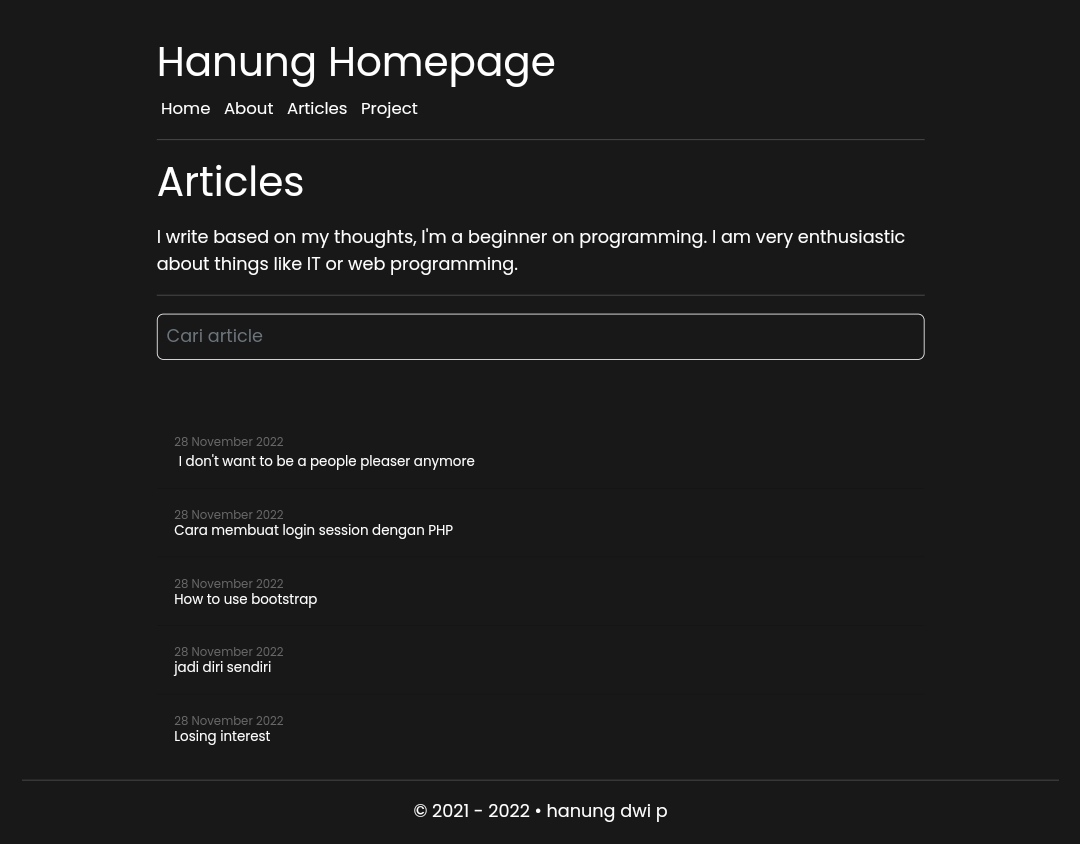 Hanung Homepage
Home About Articles Project
Articles
I write based on my thoughts, I'm a beginner on programming. I am very enthusiastic
about things like IT or web programming.
Cari article
28 November 2022
I don't want to be a people pleaser anymore
28 November 2022
Cara membuat login session dengan PHP
28 November 2022
How to use bootstrap
28 November 2022
jadi diri sendiri
28 November 2022
Losing interest
© 2021 - 2022 • hanung dwi p